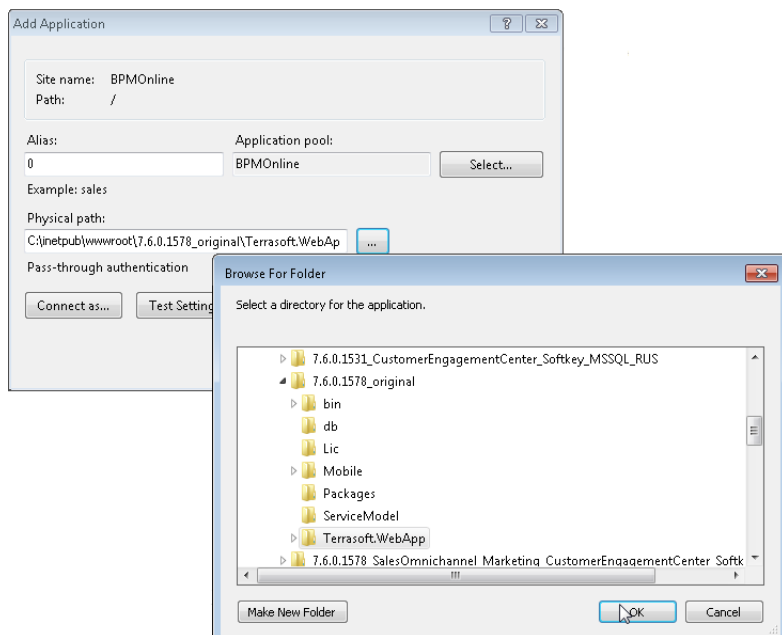 Add Application
Site name: BPMOnline
Path: /
Alias:
Application pool:
0
BPMOnline
Select...
Example: sales
Physical path:
C:\inetpub\wwwroot\7.6.0.1578_original\Terrasoft.WebAp
...
Pass-through authentication
Connect as...
Test Setting
Browse For Folder
Select a directory for the application.
7.6.0.1531_CustomerEngagementCenter_Softkey_MSSQL_RUS
7.6.0.1578_original
bin
db
Lic
Mobile
Packages
ServiceModel
Terrasoft.WebApp
7.6.0.1578_SalesOmnichannel_Marketing_CustomerEngagementCenter_Softk
Make New Folder
OK
Cancel